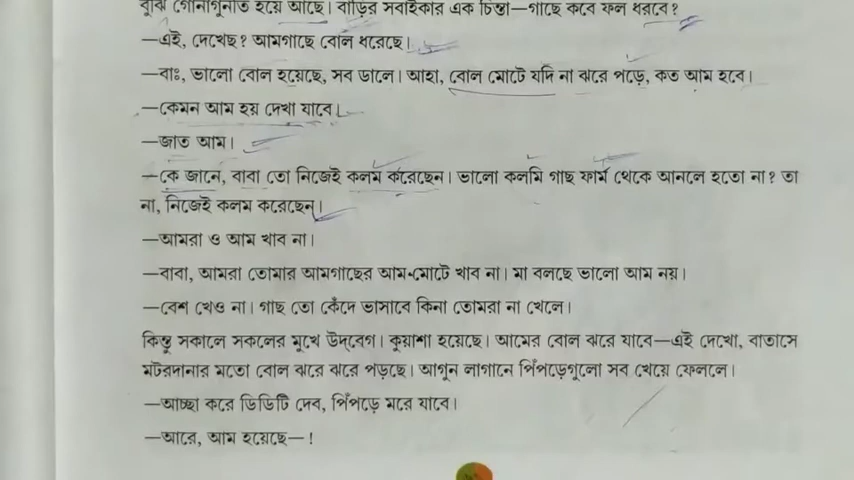 বুঝি গোনাগুনতি হয়ে আছে। বাড়ির সবাইকার এক চিন্তা—গাছে কবে ফল ধরবে?
—এই, দেখেছ? আমগাছে বোল ধরেছে।
—বাঃ, ভালো বোল হয়েছে, সব ডালে। আহা, বোল মোটে যদি না ঝরে পড়ে, কত আম হবে।
—কেমন আম হয় দেখা যাবে।
—জাত আম।
—কে জানে, বাবা তো নিজেই কলম করেছেন। ভালো কলমি গাছ ফার্ম থেকে আনলে হতো না? তা
না, নিজেই কলম করেছেন।
—আমরা ও আম খাব না।
—বাবা, আমরা তোমার আমগাছের আম মোটে খাব না। মা বলছে ভালো আম নয়।
—বেশ খেও না। গাছ তো কেঁদে ভাসাবে কিনা তোমরা না খেলে।
কিন্তু সকালে সকলের মুখে উদ্‌বেগ। কুয়াশা হয়েছে। আমের বোল ঝরে যাবে—এই দেখো, বাতাসে
মটরদানার মতো বোল ঝরে ঝরে পড়ছে। আগুন লাগানে পিঁপড়েগুলো সব খেয়ে ফেললে।
—আচ্ছা করে ডিডিটি দেব, পিঁপড়ে মরে যাবে।
—আরে, আম হয়েছে—!